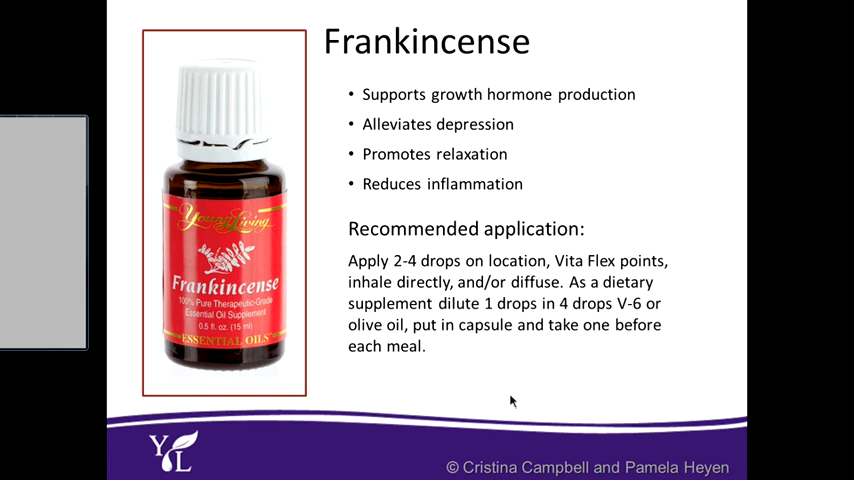 Frankincense
• Supports growth hormone production
• Alleviates depression
• Promotes relaxation
• Reduces inflammation
Recommended application:
Apply 2-4 drops on location, Vita Flex points,
inhale directly, and/or diffuse. As a dietary
supplement dilute 1 drops in 4 drops V-6 or
olive oil, put in capsule and take one before
each meal.
Young Living
Frankincense
100% Pure Therapeutic-Grade
Essential Oil Supplement
0.5 fl. oz. (15 ml)
ESSENTIAL OILS
YL
© Cristina Campbell and Pamela Heyen